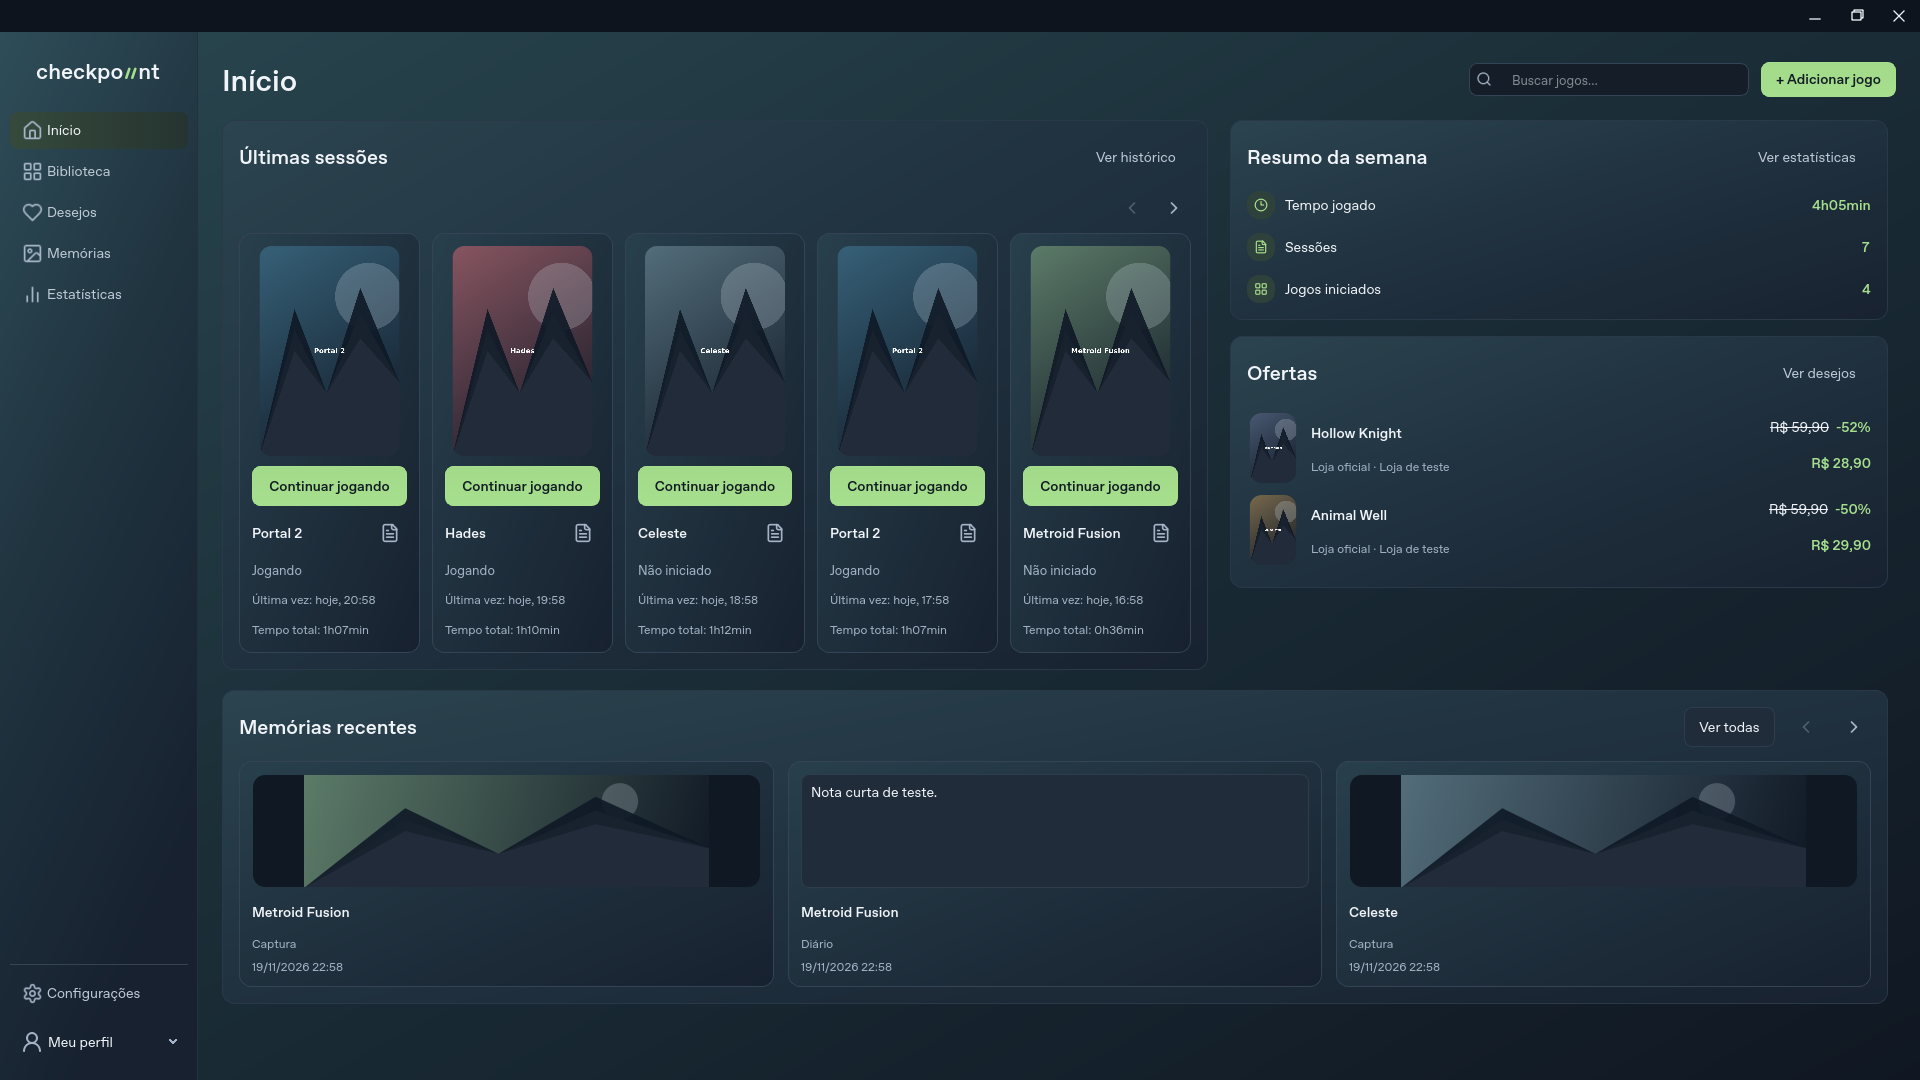 checkpo//nt
Início
Biblioteca
Desejos
Memórias
Estatísticas
Configurações
Meu perfil
Início
Buscar jogos...
+ Adicionar jogo
Últimas sessões
Ver histórico
Portal 2
Continuar jogando
Portal 2
Jogando
Última vez: hoje, 20:58
Tempo total: 1h07min
Hades
Continuar jogando
Hades
Jogando
Última vez: hoje, 19:58
Tempo total: 1h10min
Celeste
Continuar jogando
Celeste
Não iniciado
Última vez: hoje, 18:58
Tempo total: 1h12min
Portal 2
Continuar jogando
Portal 2
Jogando
Última vez: hoje, 17:58
Tempo total: 1h07min
Metroid Fusion
Continuar jogando
Metroid Fusion
Não iniciado
Última vez: hoje, 16:58
Tempo total: 0h36min
Resumo da semana
Ver estatísticas
Tempo jogado 4h05min
Sessões 7
Jogos iniciados 4
Ofertas
Ver desejos
Hollow Knight
R$ 59,90 -52%
Loja oficial · Loja de teste
R$ 28,90
Animal Well
R$ 59,90 -50%
Loja oficial · Loja de teste
R$ 29,90
Memórias recentes
Ver todas
Metroid Fusion
Captura
19/11/2026 22:58
Nota curta de teste.
Metroid Fusion
Diário
19/11/2026 22:58
Celeste
Captura
19/11/2026 22:58